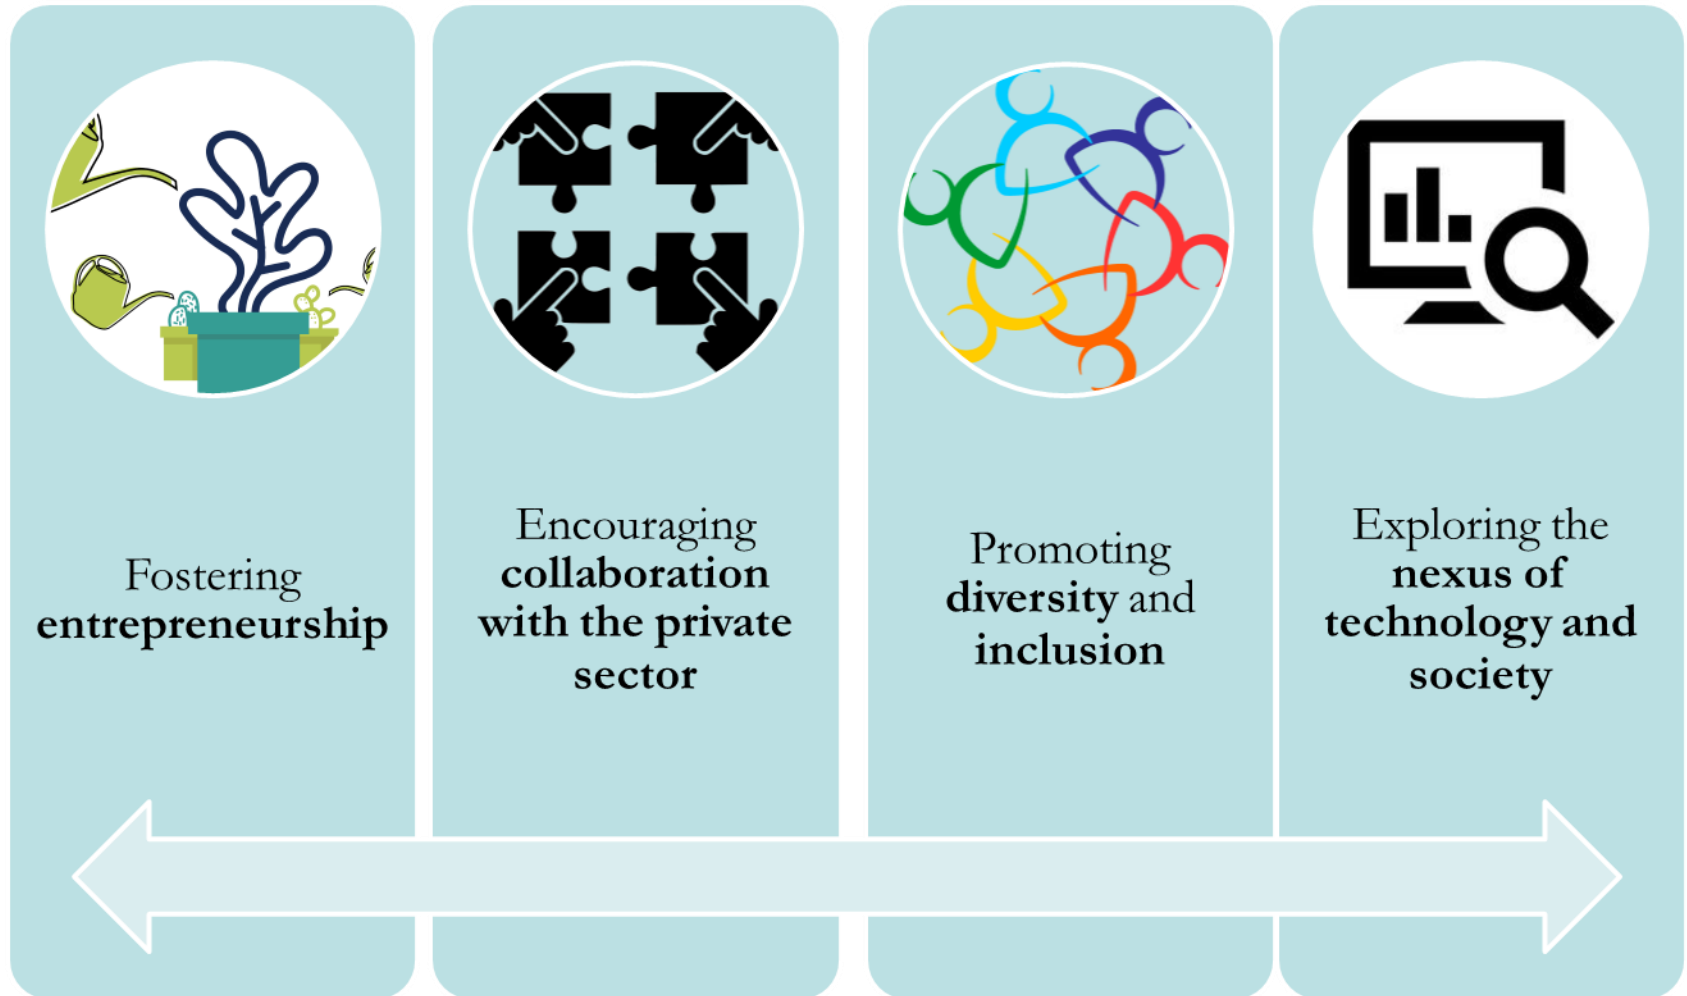 Fostering
entrepreneurship
Encouraging
collaboration
with the private
sector
Promoting
diversity and
inclusion
Exploring the
nexus of
technology and
society